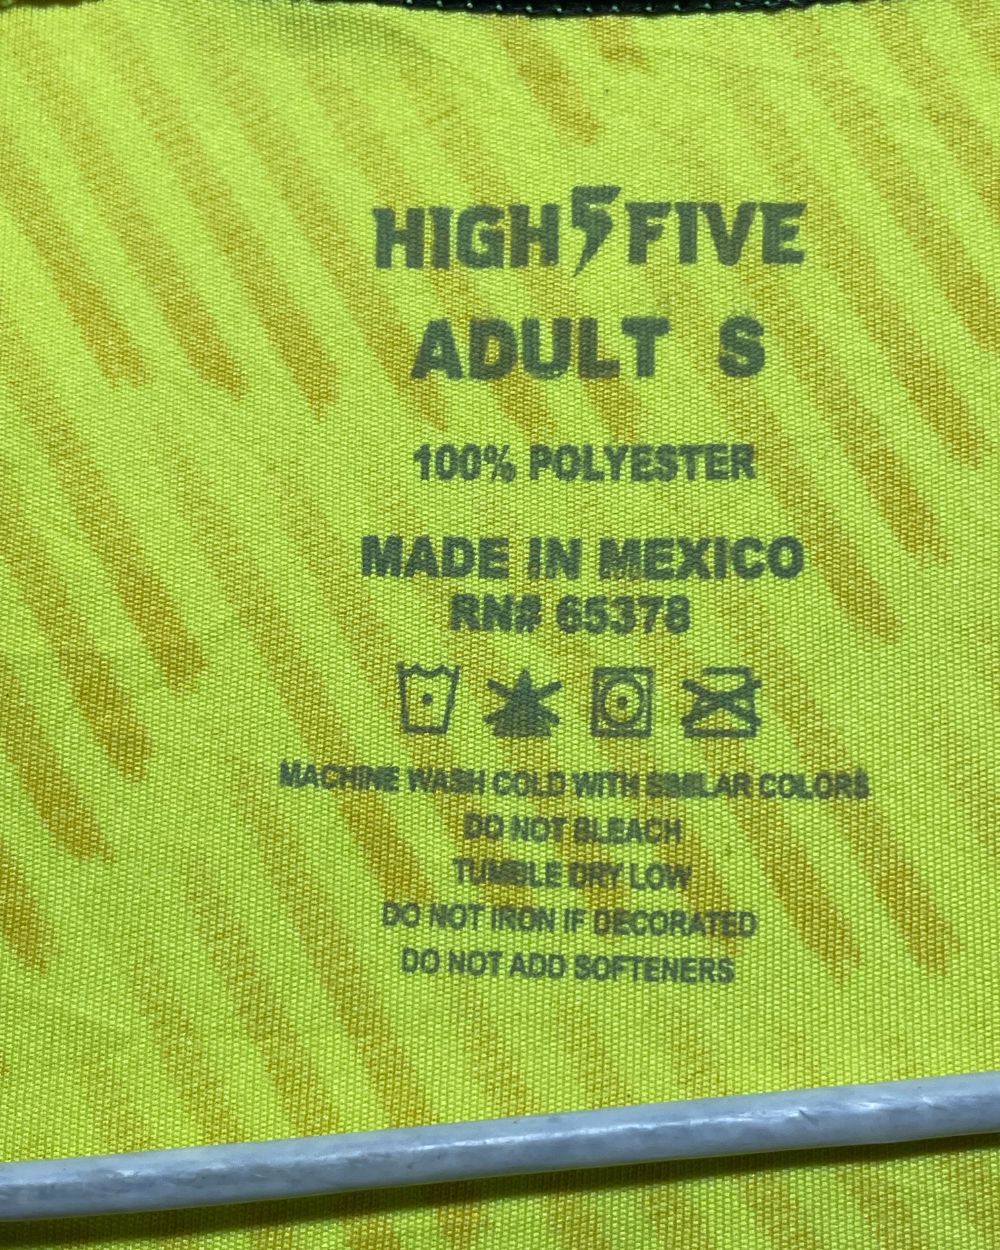 HIGH 5 FIVE
ADULT S
100% POLYESTER
MADE IN MEXICO
RN# 65378
MACHINE WASH COLD WITH SIMILAR COLORS
DO NOT BLEACH
TUMBLE DRY LOW
DO NOT IRON IF DECORATED
DO NOT ADD SOFTENERS